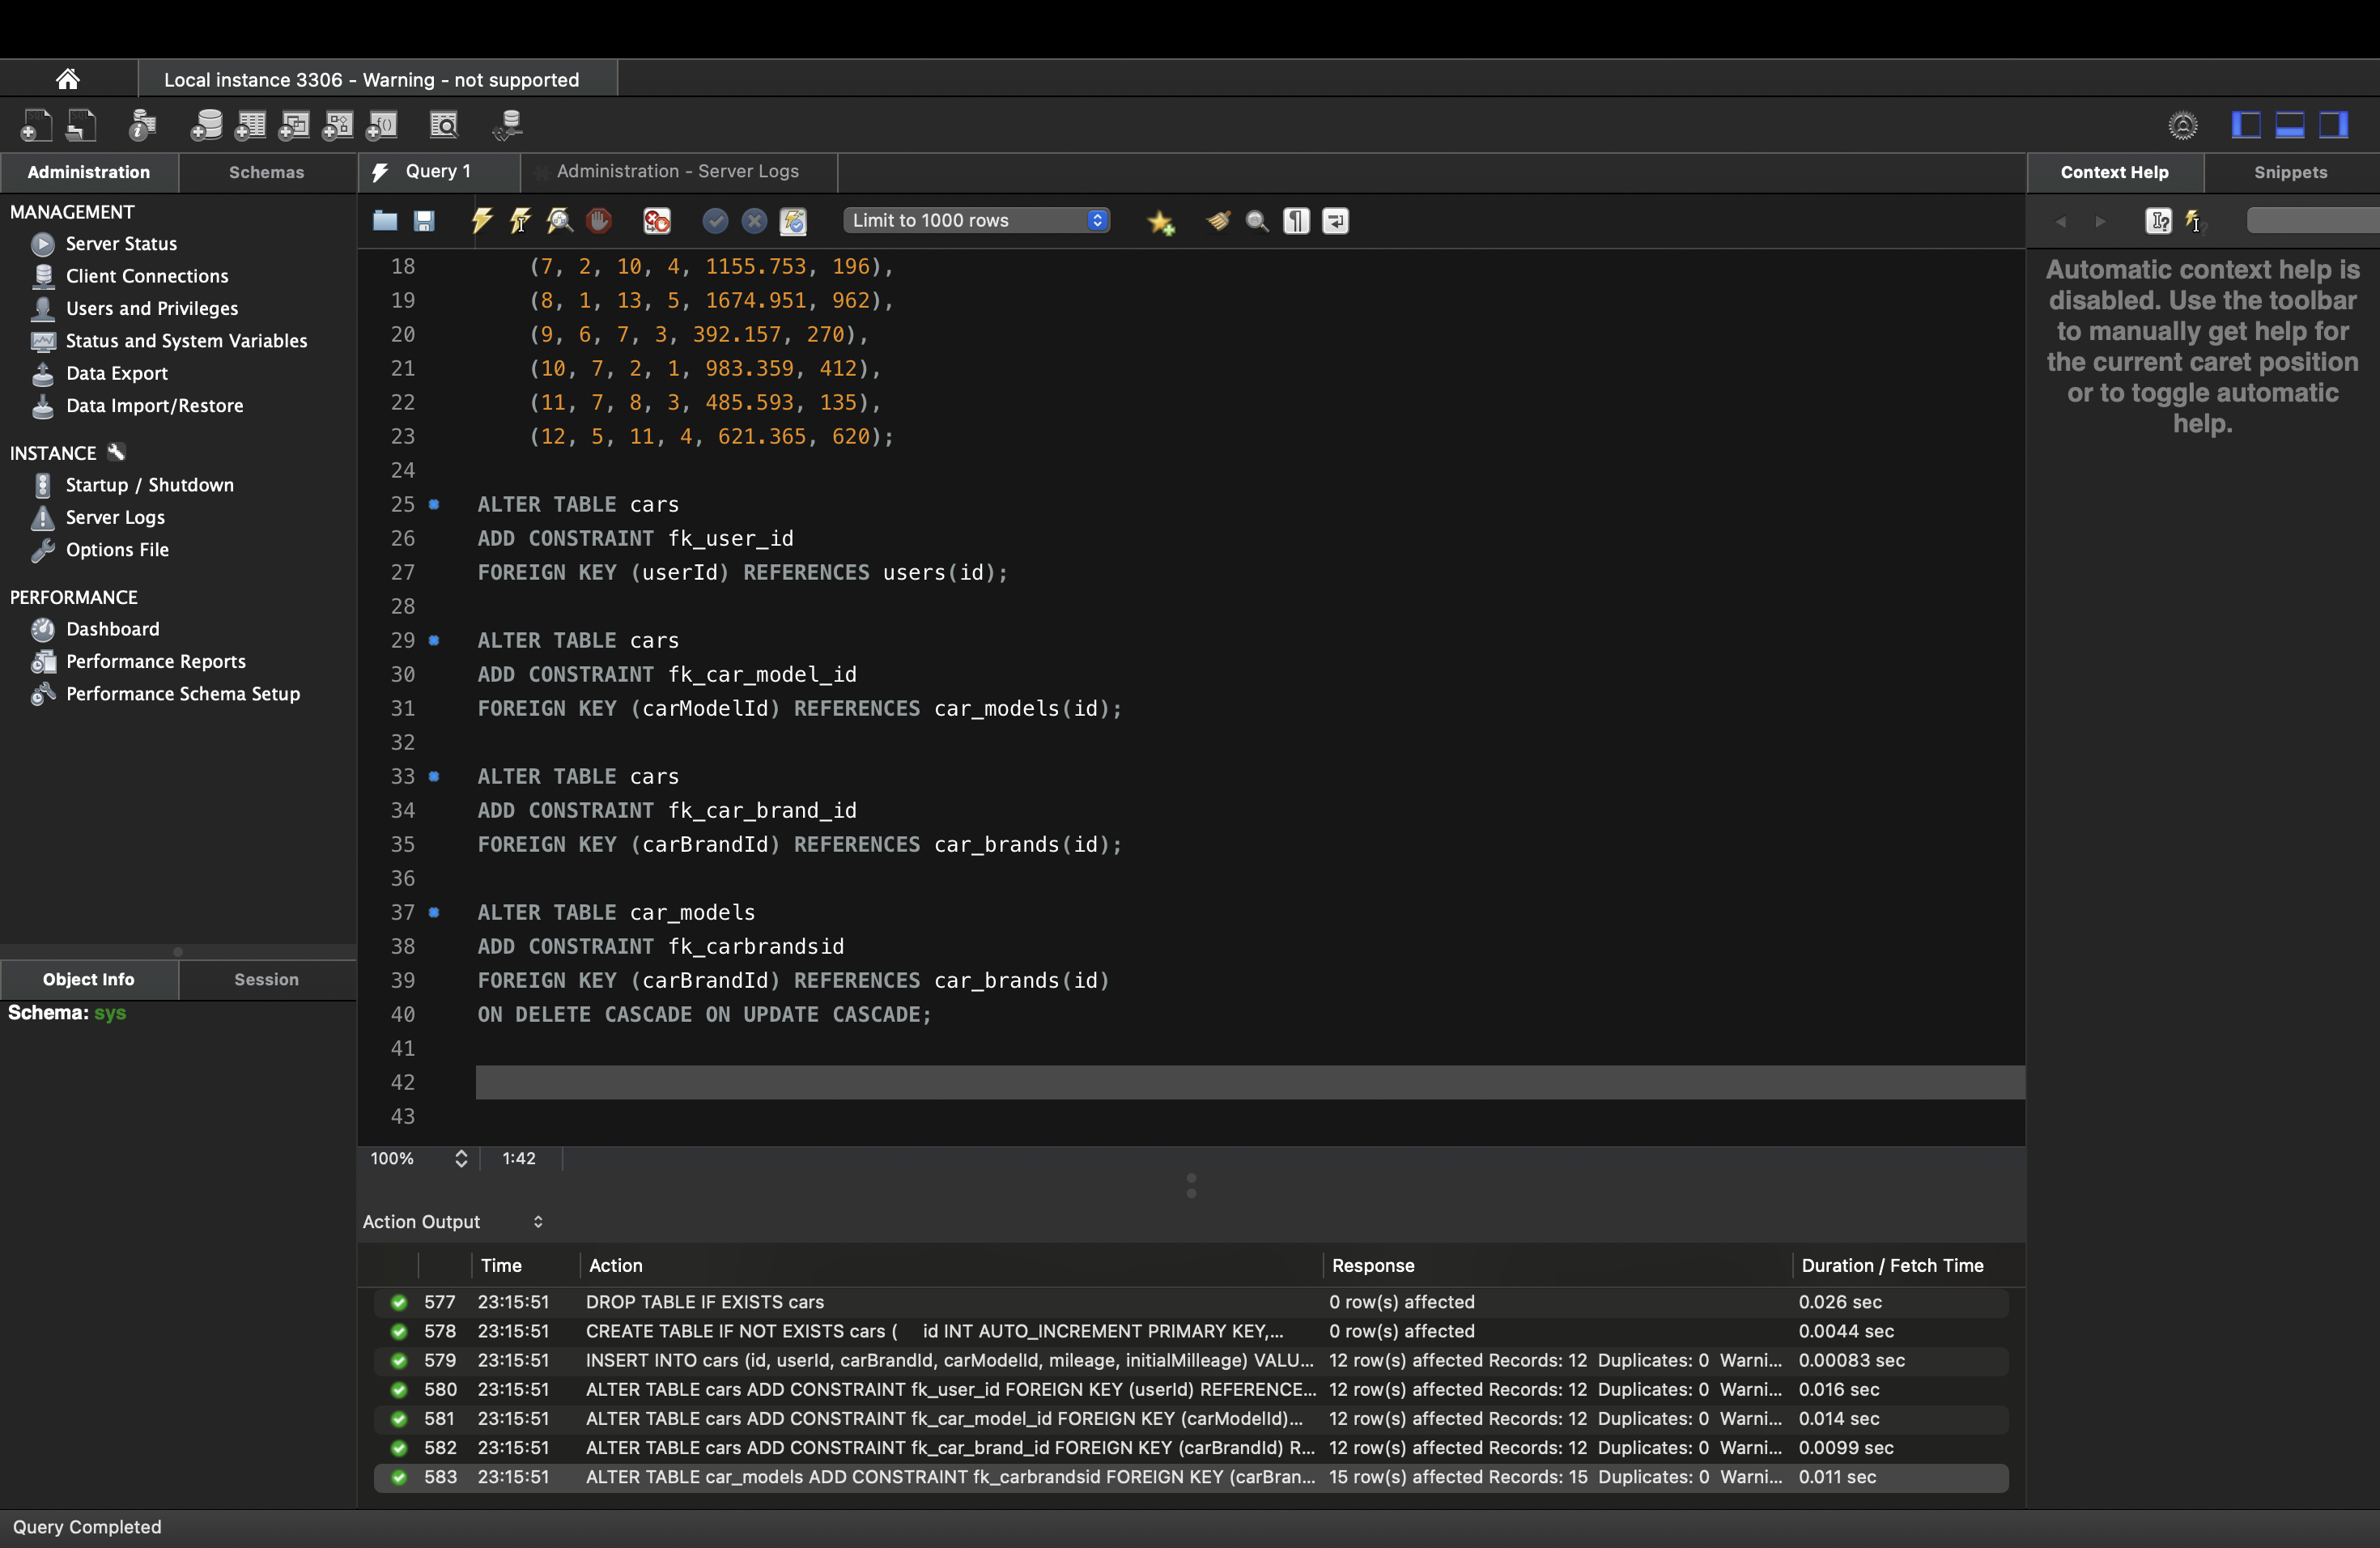 Local instance 3306 - Warning - not supported
Administration
Schemas
Query 1
Administration - Server Logs
Context Help
Snippets
MANAGEMENT
Server Status
Client Connections
Users and Privileges
Status and System Variables
Data Export
Data Import/Restore
INSTANCE
Startup / Shutdown
Server Logs
Options File
PERFORMANCE
Dashboard
Performance Reports
Performance Schema Setup
Object Info
Session
Schema: sys
Limit to 1000 rows
18 (7, 2, 10, 4, 1155.753, 196),
19 (8, 1, 13, 5, 1674.951, 962),
20 (9, 6, 7, 3, 392.157, 270),
21 (10, 7, 2, 1, 983.359, 412),
22 (11, 7, 8, 3, 485.593, 135),
23 (12, 5, 11, 4, 621.365, 620);
24
25 ALTER TABLE cars
26 ADD CONSTRAINT fk_user_id
27 FOREIGN KEY (userId) REFERENCES users(id);
28
29 ALTER TABLE cars
30 ADD CONSTRAINT fk_car_model_id
31 FOREIGN KEY (carModelId) REFERENCES car_models(id);
32
33 ALTER TABLE cars
34 ADD CONSTRAINT fk_car_brand_id
35 FOREIGN KEY (carBrandId) REFERENCES car_brands(id);
36
37 ALTER TABLE car_models
38 ADD CONSTRAINT fk_carbrandsid
39 FOREIGN KEY (carBrandId) REFERENCES car_brands(id)
40 ON DELETE CASCADE ON UPDATE CASCADE;
41
42
43
100%
1:42
Automatic context help is
disabled. Use the toolbar
to manually get help for
the current caret position
or to toggle automatic
help.
Action Output
Time Action Response Duration / Fetch Time
577 23:15:51 DROP TABLE IF EXISTS cars 0 row(s) affected 0.026 sec
578 23:15:51 CREATE TABLE IF NOT EXISTS cars ( id INT AUTO_INCREMENT PRIMARY KEY,... 0 row(s) affected 0.0044 sec
579 23:15:51 INSERT INTO cars (id, userId, carBrandId, carModelId, mileage, initialMilleage) VALU... 12 row(s) affected Records: 12 Duplicates: 0 Warni... 0.00083 sec
580 23:15:51 ALTER TABLE cars ADD CONSTRAINT fk_user_id FOREIGN KEY (userId) REFERENCE... 12 row(s) affected Records: 12 Duplicates: 0 Warni... 0.016 sec
581 23:15:51 ALTER TABLE cars ADD CONSTRAINT fk_car_model_id FOREIGN KEY (carModelId)... 12 row(s) affected Records: 12 Duplicates: 0 Warni... 0.014 sec
582 23:15:51 ALTER TABLE cars ADD CONSTRAINT fk_car_brand_id FOREIGN KEY (carBrandId) R... 12 row(s) affected Records: 12 Duplicates: 0 Warni... 0.0099 sec
583 23:15:51 ALTER TABLE car_models ADD CONSTRAINT fk_carbrandsid FOREIGN KEY (carBran... 15 row(s) affected Records: 15 Duplicates: 0 Warni... 0.011 sec
Query Completed